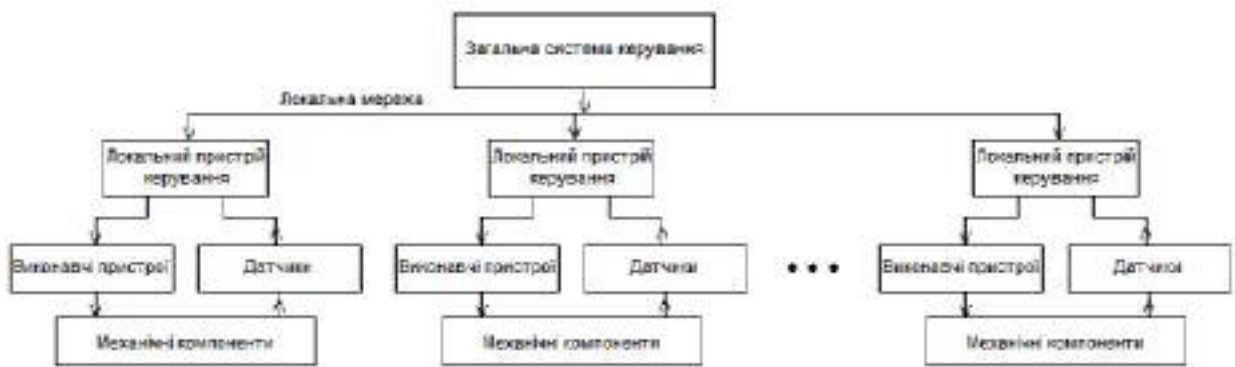 Загальна система керування
Локальна мережа
Локальний пристрій
керування
Локальний пристрій
керування
Локальний пристрій
керування
Виконавчі пристрої
Датчики
Виконавчі пристрої
Датчики
• • •
Виконавчі пристрої
Датчики
Механічні компоненти
Механічні компоненти
Механічні компоненти